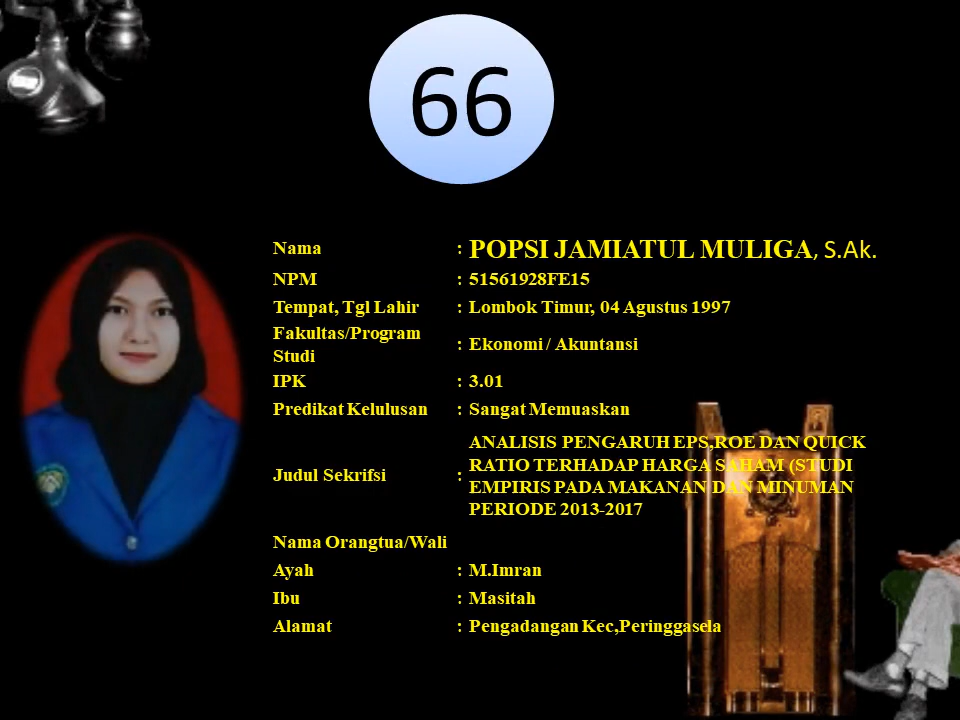 66
Nama : POPSI JAMIATUL MULIGA, S.Ak.
NPM : 51561928FE15
Tempat, Tgl Lahir : Lombok Timur, 04 Agustus 1997
Fakultas/Program
Studi : Ekonomi / Akuntansi
IPK : 3.01
Predikat Kelulusan : Sangat Memuaskan
Judul Sekrifsi : ANALISIS PENGARUH EPS,ROE DAN QUICK
RATIO TERHADAP HARGA SAHAM (STUDI
EMPIRIS PADA MAKANAN DAN MINUMAN
PERIODE 2013-2017
Nama Orangtua/Wali
Ayah : M.Imran
Ibu : Masitah
Alamat : Pengadangan Kec,Peringgasela